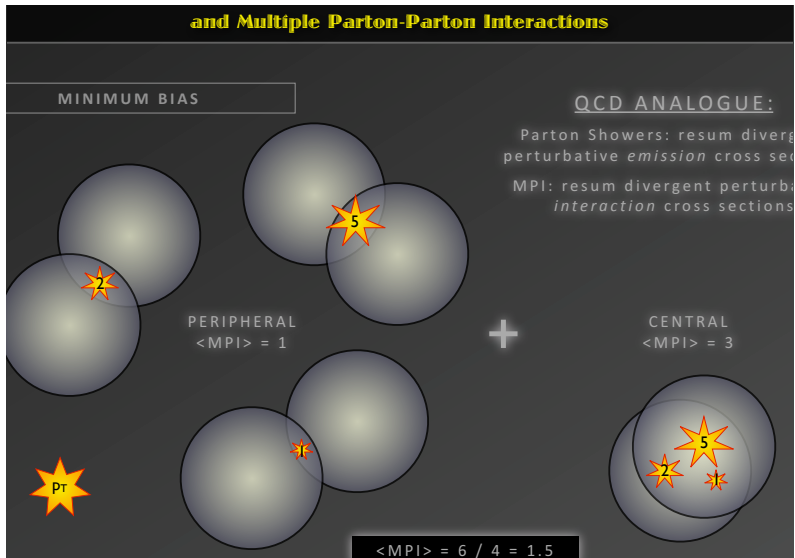 and Multiple Parton-Parton Interactions
MINIMUM BIAS
QCD ANALOGUE:
Parton Showers: resum diverg
perturbative emission cross sec
MPI: resum divergent perturba
interaction cross sections
5
2
PERIPHERAL
<MPI> = 1
+
CENTRAL
<MPI> = 3
1
5
2
1
PT
<MPI> = 6 / 4 = 1.5